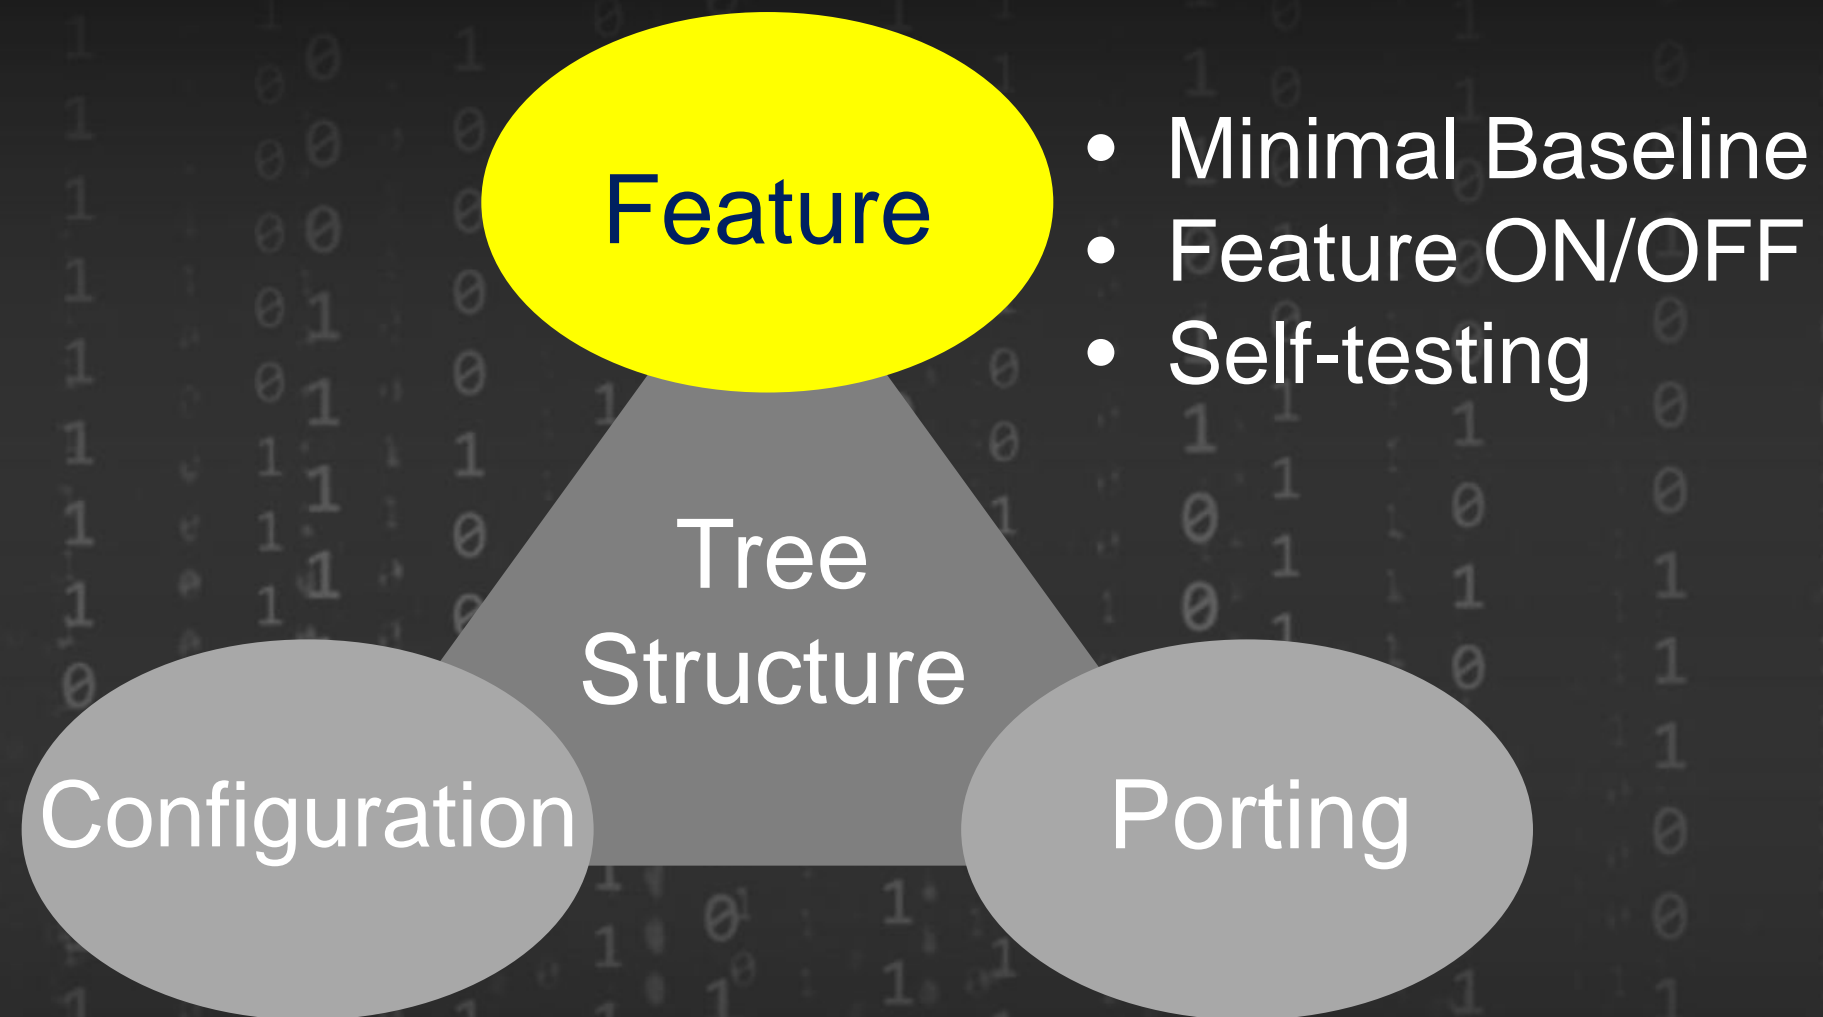 Feature
• Minimal Baseline
• Feature ON/OFF
• Self-testing
Tree
Structure
Configuration
Porting